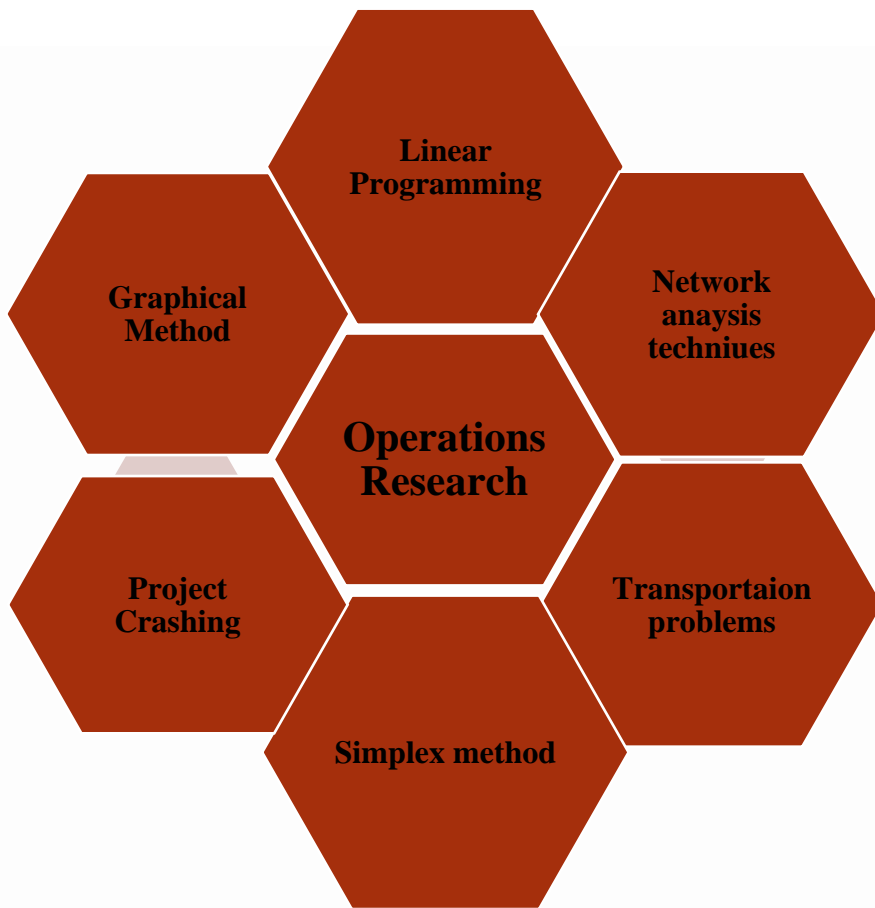 Linear
Programming
Graphical
Method
Network
anaysis
techniues
Operations
Research
Project
Crashing
Transportaion
problems
Simplex method